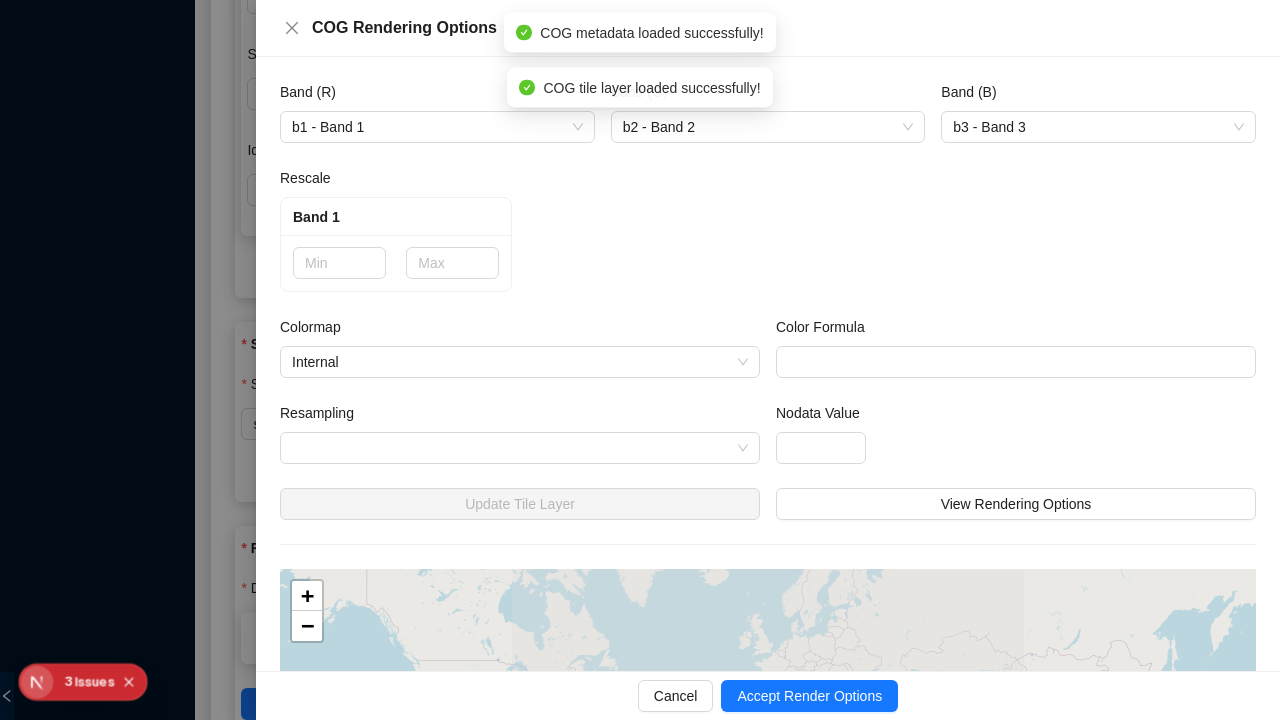 COG Rendering Options
COG metadata loaded successfully!
COG tile layer loaded successfully!
Band (R)
Band (B)
b1 - Band 1
b2 - Band 2
b3 - Band 3
Rescale
Band 1
Min
Max
Colormap
Color Formula
Internal
Resampling
Nodata Value
Update Tile Layer
View Rendering Options
+
−
3 Issues
Cancel
Accept Render Options